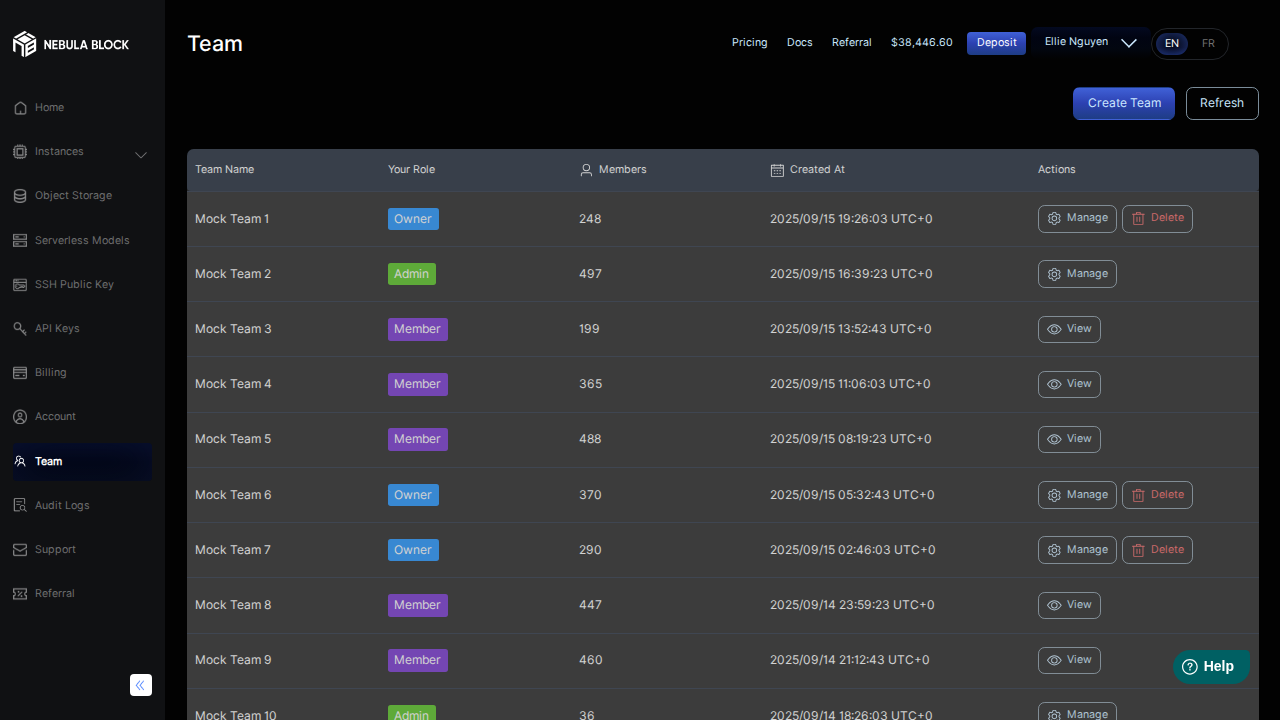 NEBULA BLOCK
Team
Pricing Docs Referral $38,446.60 Deposit Ellie Nguyen EN FR
Create Team Refresh
Home
Instances
Object Storage
Serverless Models
SSH Public Key
API Keys
Billing
Account
Team
Audit Logs
Support
Referral
Team Name Your Role Members Created At Actions
Mock Team 1 Owner 248 2025/09/15 19:26:03 UTC+0 Manage Delete
Mock Team 2 Admin 497 2025/09/15 16:39:23 UTC+0 Manage
Mock Team 3 Member 199 2025/09/15 13:52:43 UTC+0 View
Mock Team 4 Member 365 2025/09/15 11:06:03 UTC+0 View
Mock Team 5 Member 488 2025/09/15 08:19:23 UTC+0 View
Mock Team 6 Owner 370 2025/09/15 05:32:43 UTC+0 Manage Delete
Mock Team 7 Owner 290 2025/09/15 02:46:03 UTC+0 Manage Delete
Mock Team 8 Member 447 2025/09/14 23:59:23 UTC+0 View
Mock Team 9 Member 460 2025/09/14 21:12:43 UTC+0 View
Mock Team 10 Admin 36 2025/09/14 18:26:03 UTC+0 Manage
Help